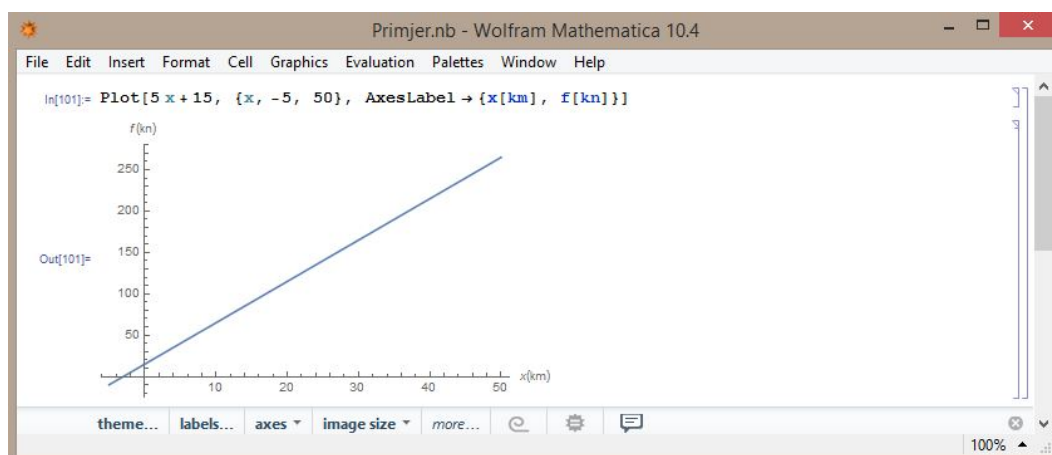 Primjer.nb - Wolfram Mathematica 10.4
File Edit Insert Format Cell Graphics Evaluation Palettes Window Help
In[101]:= Plot[5 x + 15, {x, -5, 50}, AxesLabel → {x[km], f[kn]}]
f(kn)
250
200
Out[101]=
150
100
50
10 20 30 40 50
x(km)
theme... labels... axes image size more...
100%